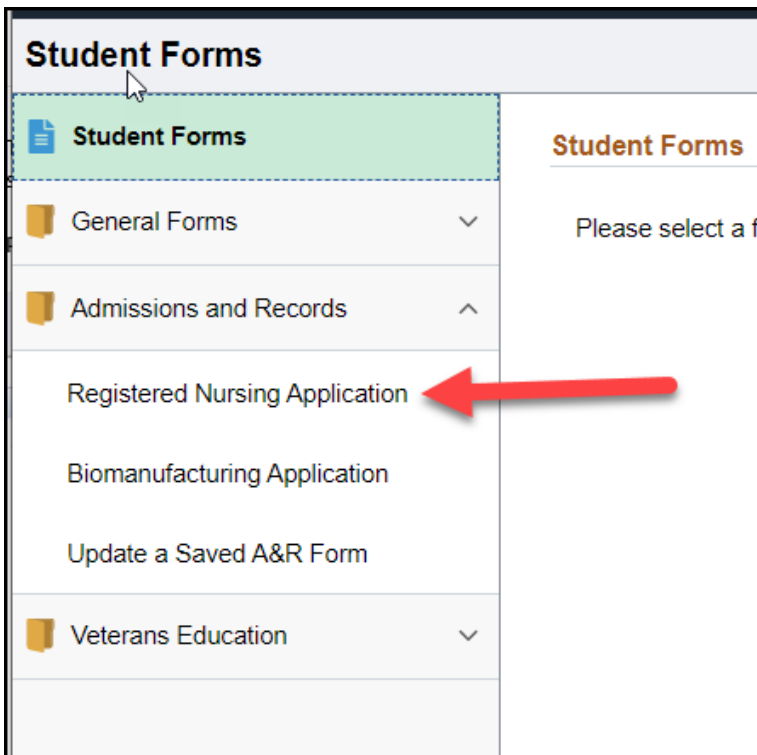 Student Forms
Student Forms
General Forms
Admissions and Records
Registered Nursing Application
Biomanufacturing Application
Update a Saved A&R Form
Veterans Education
Student Forms
Please select a